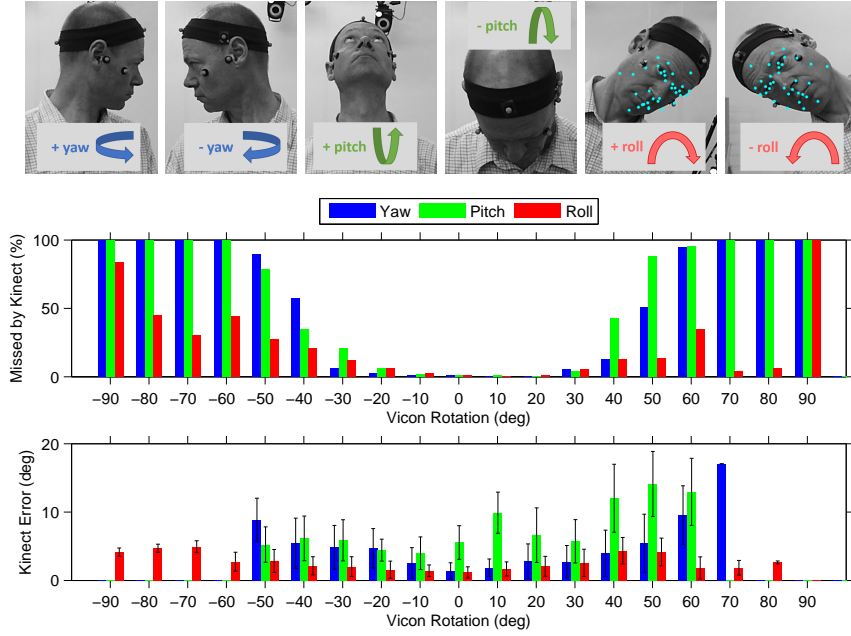 + yaw
- yaw
+ pitch
- pitch
+ roll
- roll
Yaw Pitch Roll
Missed by Kinect (%)
100
50
0
−90 −80 −70 −60 −50 −40 −30 −20 −10 0 10 20 30 40 50 60 70 80 90
Vicon Rotation (deg)
Kinect Error (deg)
20
10
0
−90 −80 −70 −60 −50 −40 −30 −20 −10 0 10 20 30 40 50 60 70 80 90
Vicon Rotation (deg)